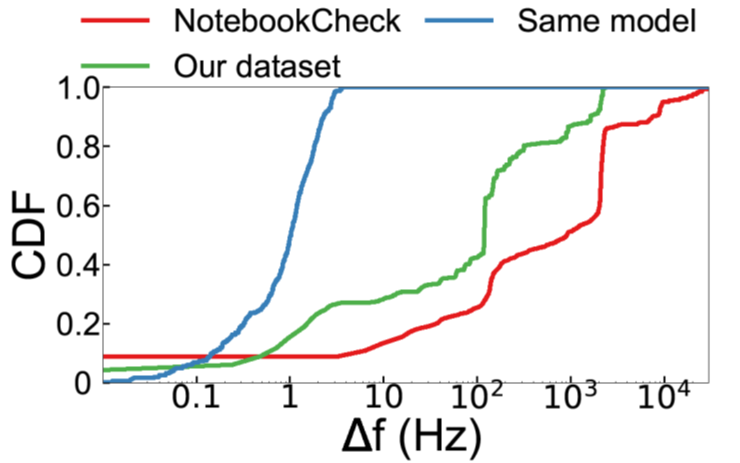 NotebookCheck Same model
Our dataset
1.0
0.8
0.6
0.4
0.2
0
CDF
0.1 1 10 10² 10³ 10⁴
Δf (Hz)